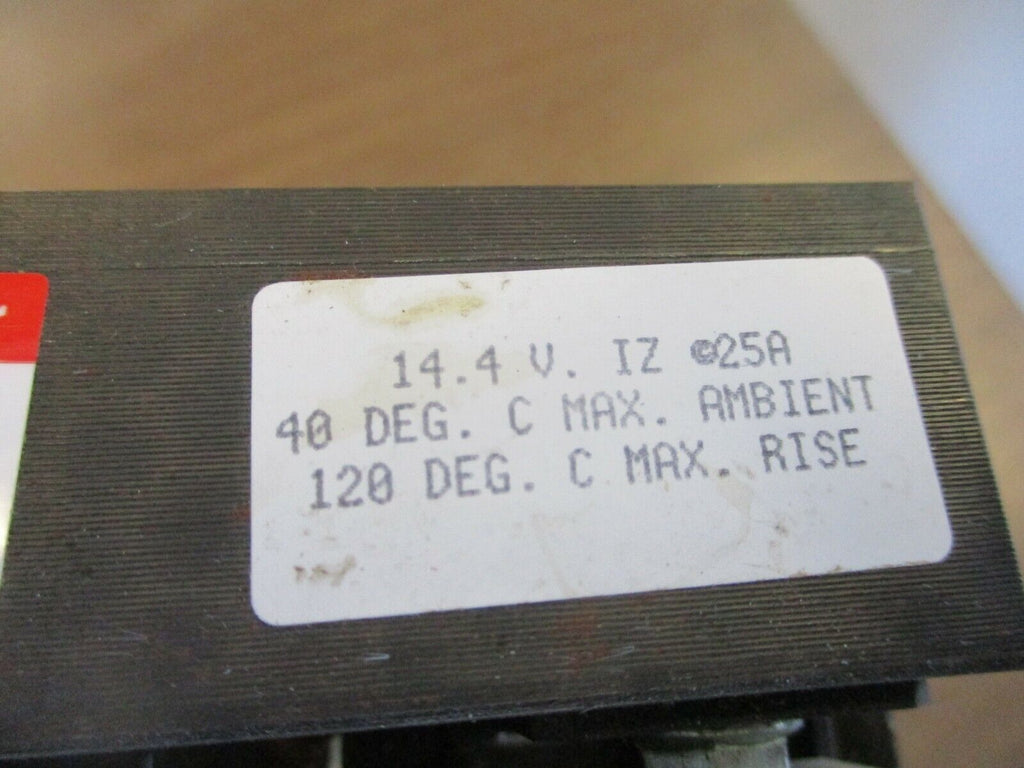 14.4 V. IZ @25A
40 DEG. C MAX. AMBIENT
120 DEG. C MAX. RISE